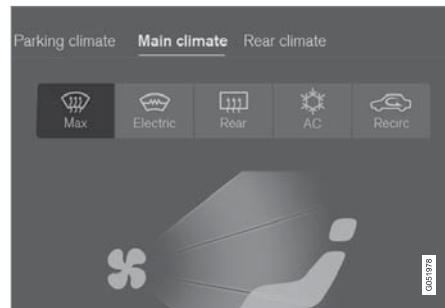 Parking climate Main climate Rear climate
Max Electric Rear AC Recirc
G051978